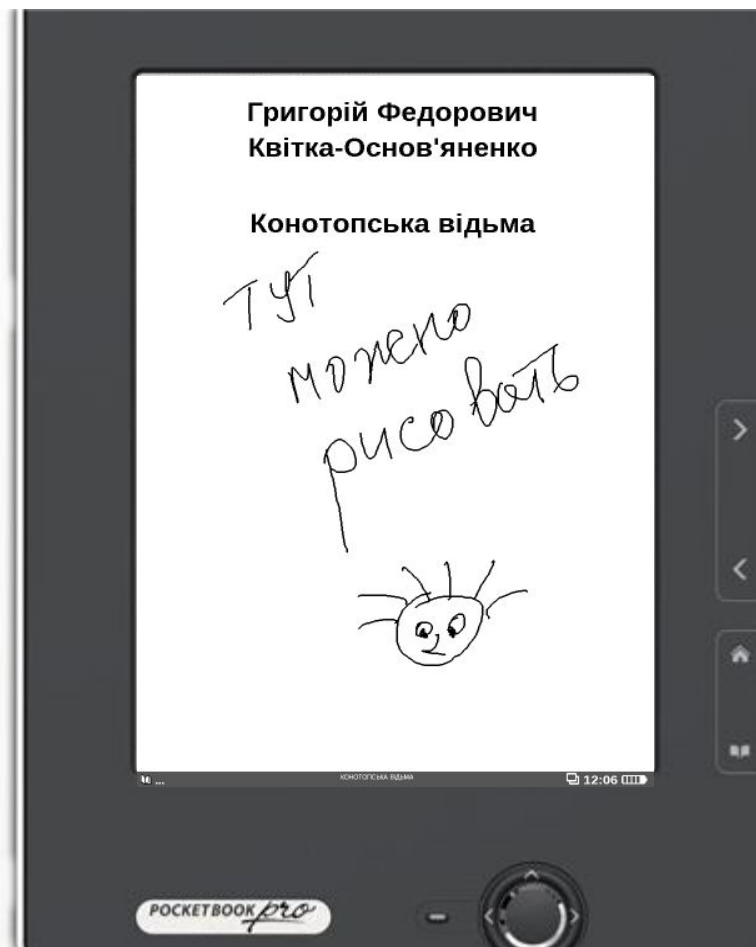 Григорій Федорович
Квітка-Основ'яненко
Конотопська відьма
тут
можно
рисовать
... КОНОТОПСЬКА ВІДЬМА 12:06
POCKETBOOK pro